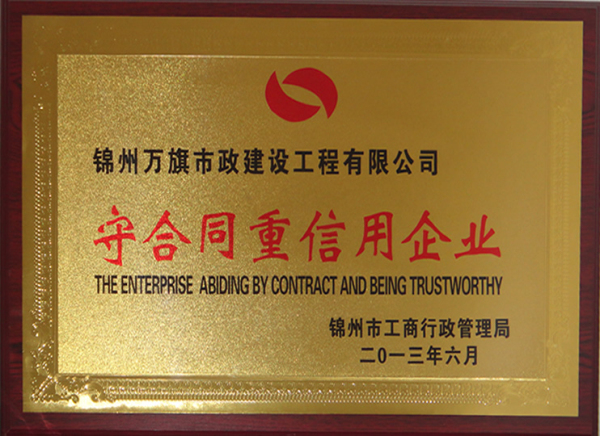 锦州万旗市政建设工程有限公司
守合同重信用企业
THE ENTERPRISE ABIDING BY CONTRACT AND BEING TRUSTWORTHY
锦州市工商行政管理局
二0一三年六月